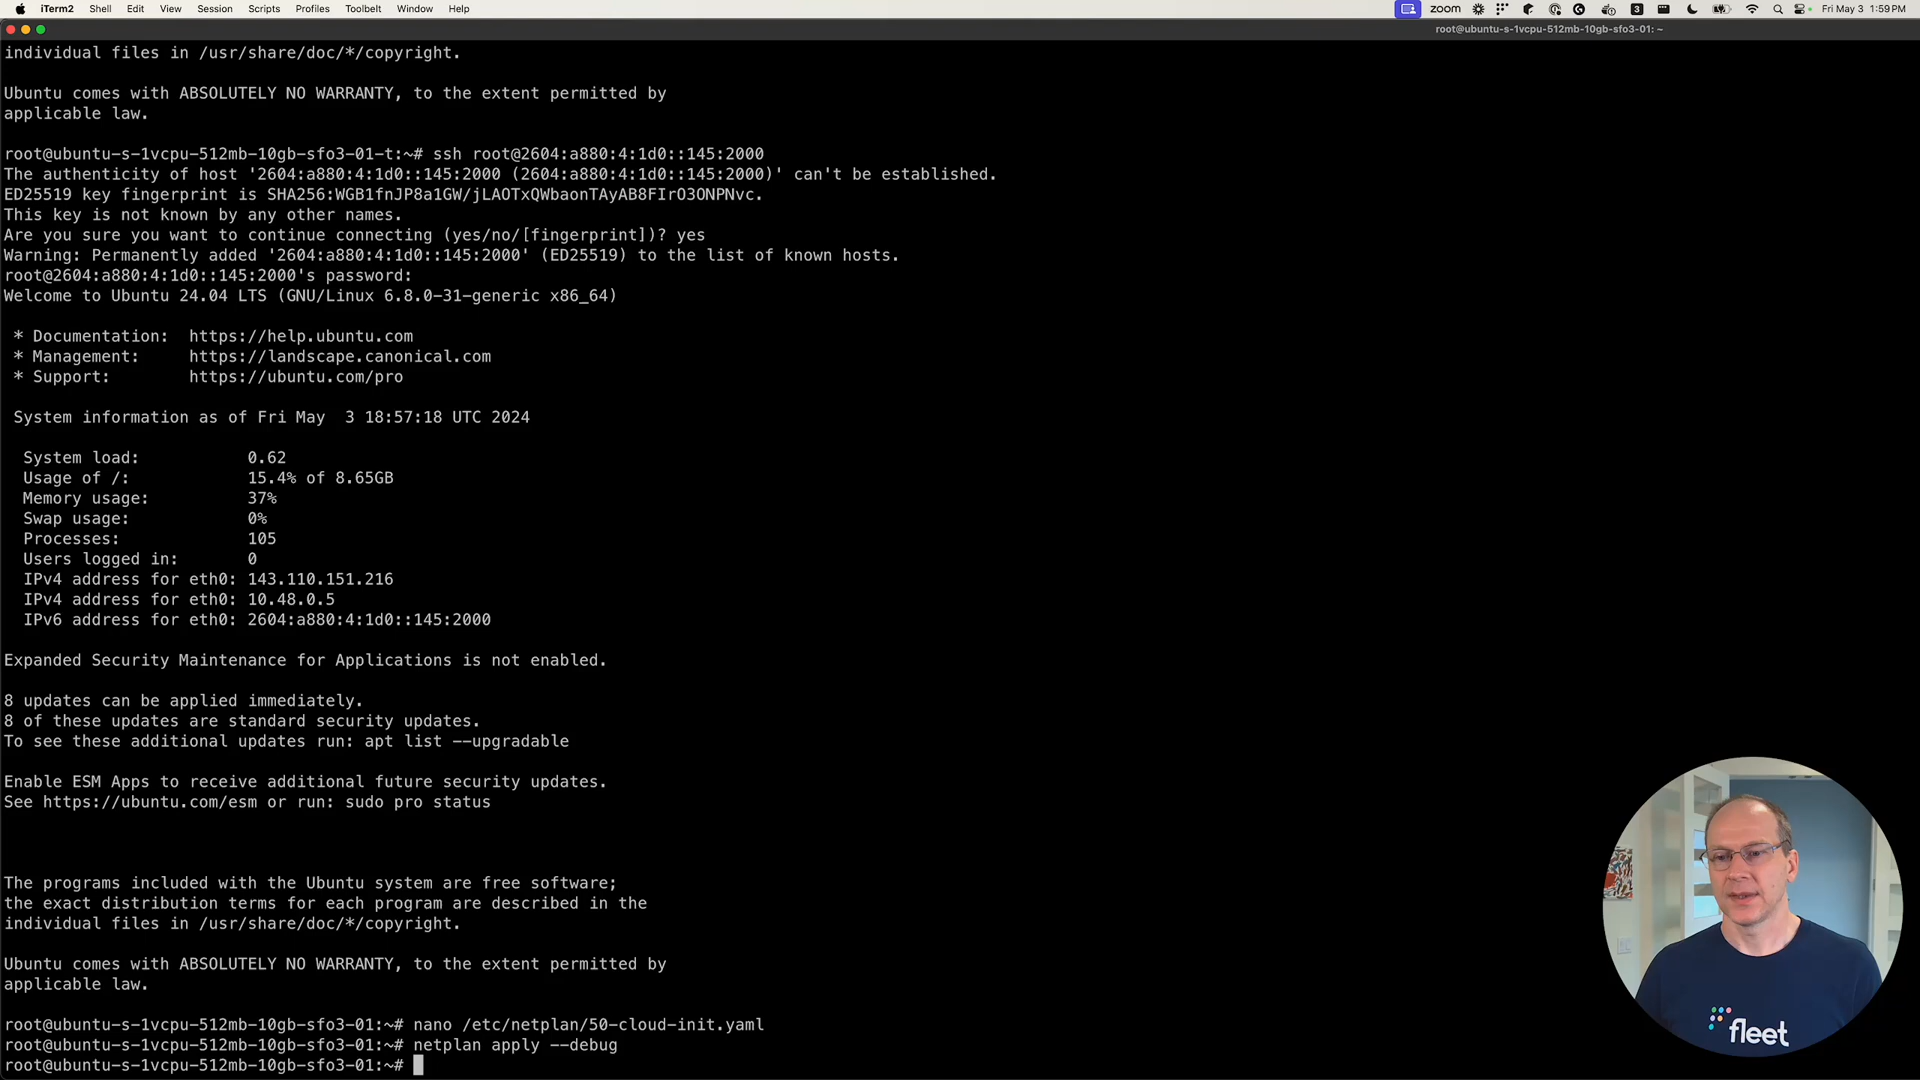 iTerm2 Shell Edit View Session Scripts Profiles Toolbelt Window Help zoom 3 Fri May 3 1:59 PM
root@ubuntu-s-1vcpu-512mb-10gb-sfo3-01: ~
individual files in /usr/share/doc/*/copyright.
Ubuntu comes with ABSOLUTELY NO WARRANTY, to the extent permitted by
applicable law.
root@ubuntu-s-1vcpu-512mb-10gb-sfo3-01-t:~# ssh root@2604:a880:4:1d0::145:2000
The authenticity of host '2604:a880:4:1d0::145:2000 (2604:a880:4:1d0::145:2000)' can't be established.
ED25519 key fingerprint is SHA256:WGB1fnJP8a1GW/jLAOTxQWbaonTAyAB8FIrO3ONPNvc.
This key is not known by any other names.
Are you sure you want to continue connecting (yes/no/[fingerprint])? yes
Warning: Permanently added '2604:a880:4:1d0::145:2000' (ED25519) to the list of known hosts.
root@2604:a880:4:1d0::145:2000's password:
Welcome to Ubuntu 24.04 LTS (GNU/Linux 6.8.0-31-generic x86_64)
* Documentation: https://help.ubuntu.com
* Management: https://landscape.canonical.com
* Support: https://ubuntu.com/pro
System information as of Fri May 3 18:57:18 UTC 2024
System load: 0.62
Usage of /: 15.4% of 8.65GB
Memory usage: 37%
Swap usage: 0%
Processes: 105
Users logged in: 0
IPv4 address for eth0: 143.110.151.216
IPv4 address for eth0: 10.48.0.5
IPv6 address for eth0: 2604:a880:4:1d0::145:2000
Expanded Security Maintenance for Applications is not enabled.
8 updates can be applied immediately.
8 of these updates are standard security updates.
To see these additional updates run: apt list --upgradable
Enable ESM Apps to receive additional future security updates.
See https://ubuntu.com/esm or run: sudo pro status
The programs included with the Ubuntu system are free software;
the exact distribution terms for each program are described in the
individual files in /usr/share/doc/*/copyright.
Ubuntu comes with ABSOLUTELY NO WARRANTY, to the extent permitted by
applicable law.
root@ubuntu-s-1vcpu-512mb-10gb-sfo3-01:~# nano /etc/netplan/50-cloud-init.yaml
root@ubuntu-s-1vcpu-512mb-10gb-sfo3-01:~# netplan apply --debug
root@ubuntu-s-1vcpu-512mb-10gb-sfo3-01:~#
fleet